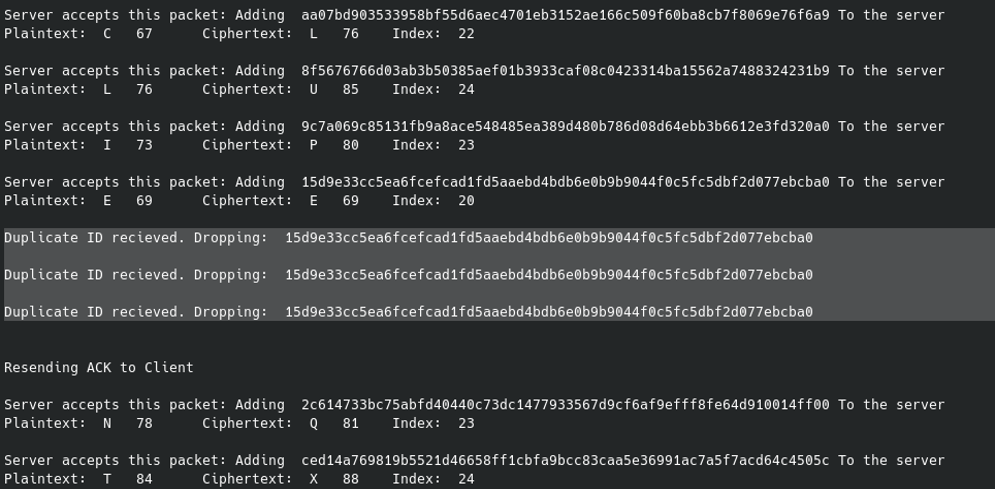 Server accepts this packet: Adding  aa07bd903533958bf55d6aec4701eb3152ae166c509f60ba8cb7f8069e76f6a9 To the server
Plaintext:  C   67      Ciphertext:  L   76    Index:  22
Server accepts this packet: Adding  8f5676766d03ab3b50385aef01b3933caf08c0423314ba15562a7488324231b9 To the server
Plaintext:  L   76      Ciphertext:  U   85    Index:  24
Server accepts this packet: Adding  9c7a069c85131fb9a8ace548485ea389d480b786d08d64ebb3b6612e3fd320a0 To the server
Plaintext:  I   73      Ciphertext:  P   80    Index:  23
Server accepts this packet: Adding  15d9e33cc5ea6fcefcad1fd5aaebd4bdb6e0b9b9044f0c5fc5dbf2d077ebcba0 To the server
Plaintext:  E   69      Ciphertext:  E   69    Index:  20
Duplicate ID recieved. Dropping:  15d9e33cc5ea6fcefcad1fd5aaebd4bdb6e0b9b9044f0c5fc5dbf2d077ebcba0
Duplicate ID recieved. Dropping:  15d9e33cc5ea6fcefcad1fd5aaebd4bdb6e0b9b9044f0c5fc5dbf2d077ebcba0
Duplicate ID recieved. Dropping:  15d9e33cc5ea6fcefcad1fd5aaebd4bdb6e0b9b9044f0c5fc5dbf2d077ebcba0
Resending ACK to Client
Server accepts this packet: Adding  2c614733bc75abfd40440c73dc1477933567d9cf6af9efff8fe64d910014ff00 To the server
Plaintext:  N   78      Ciphertext:  Q   81    Index:  23
Server accepts this packet: Adding  ced14a769819b5521d46658ff1cbfa9bcc83caa5e36991ac7a5f7acd64c4505c To the server
Plaintext:  T   84      Ciphertext:  X   88    Index:  24